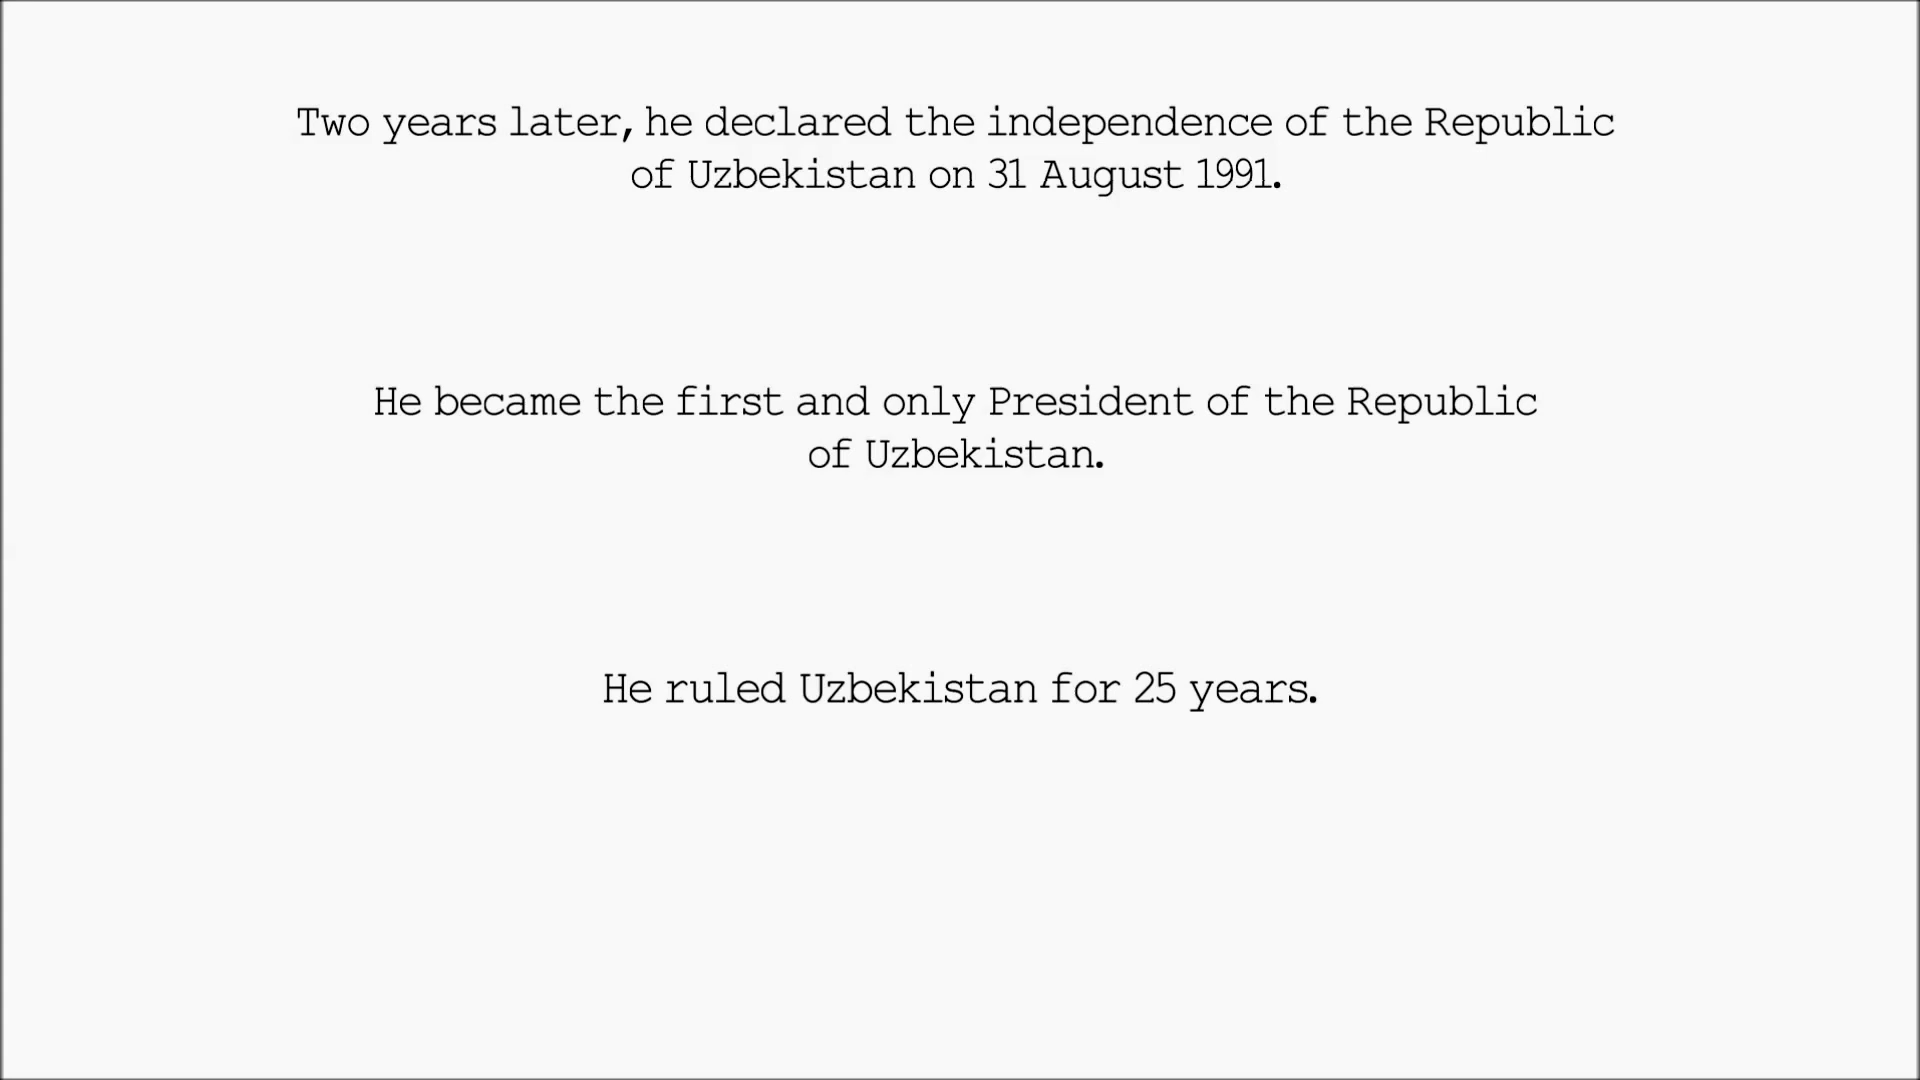 Two years later, he declared the independence of the Republic
of Uzbekistan on 31 August 1991.
He became the first and only President of the Republic
of Uzbekistan.
He ruled Uzbekistan for 25 years.